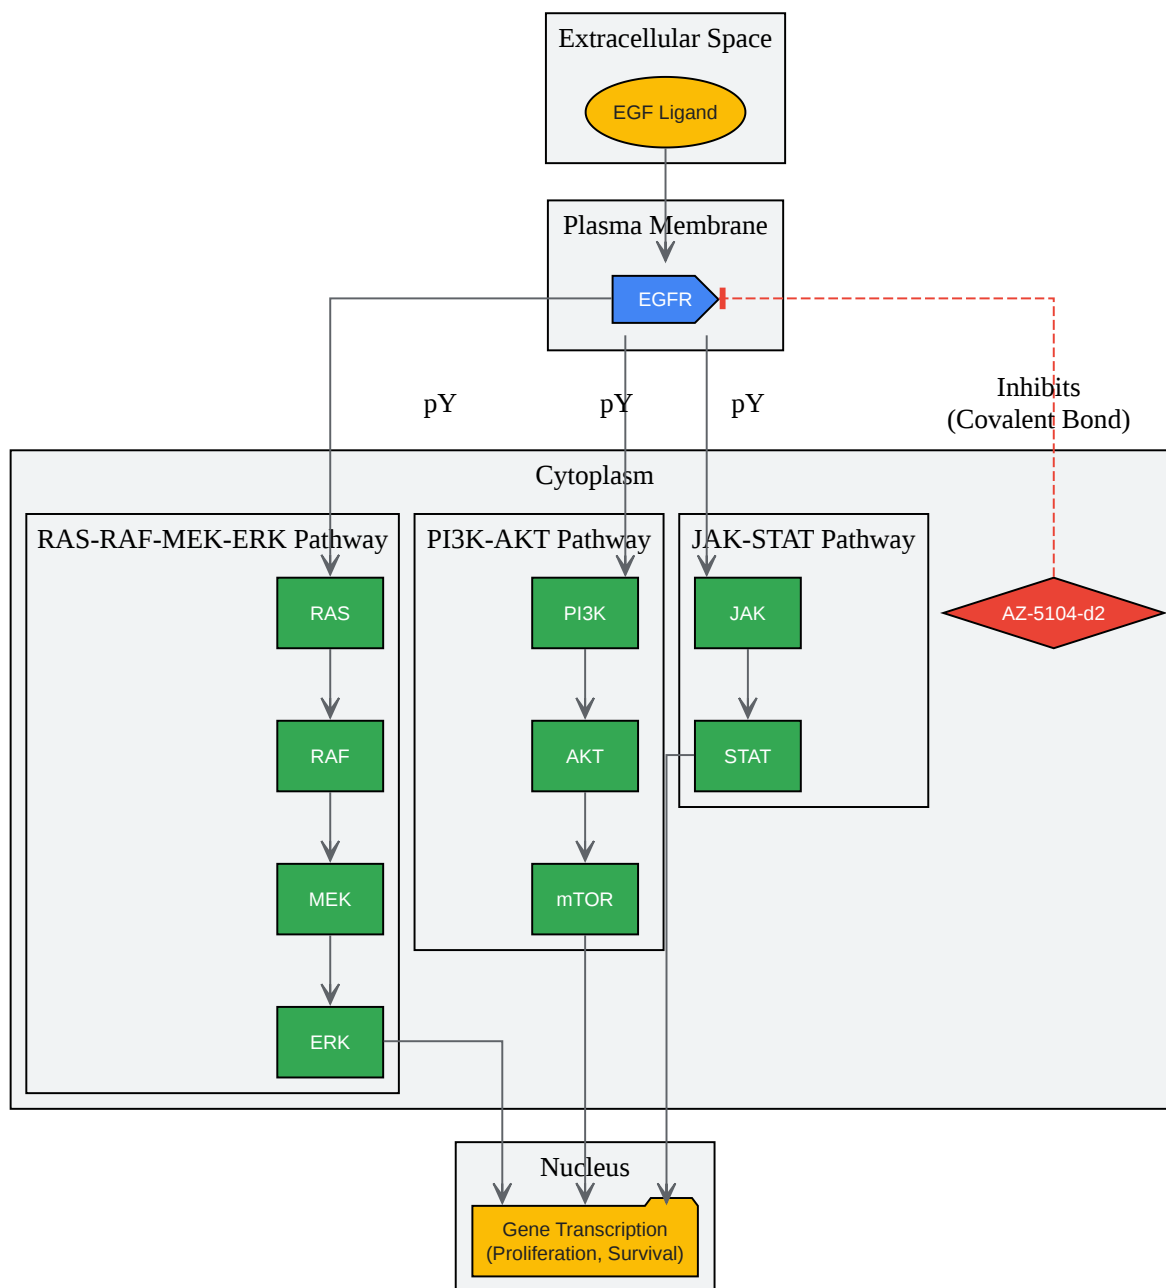 Extracellular Space
EGF Ligand
Plasma Membrane
EGFR
pY
pY
pY
Inhibits
(Covalent Bond)
Cytoplasm
RAS-RAF-MEK-ERK Pathway
PI3K-AKT Pathway
JAK-STAT Pathway
RAS
PI3K
JAK
AZ-5104-d2
RAF
AKT
STAT
MEK
mTOR
ERK
Nucleus
Gene Transcription
(Proliferation, Survival)